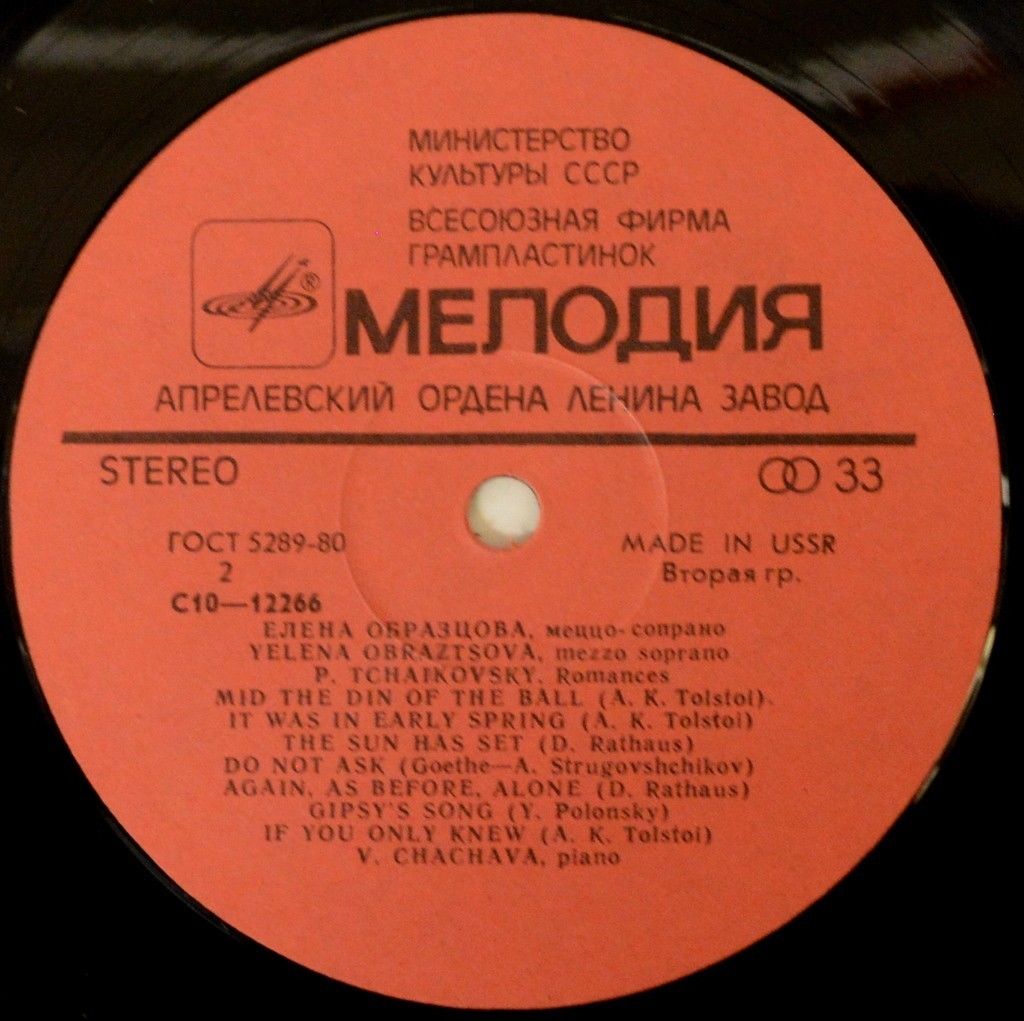 МИНИСТЕРСТВО
КУЛЬТУРЫ СССР
ВСЕСОЮЗНАЯ ФИРМА
ГРАМПЛАСТИНОК
®
МЕЛОДИЯ
АПРЕЛЕВСКИЙ ОРДЕНА ЛЕНИНА ЗАВОД
STEREO
33
ГОСТ 5289-80
MADE IN USSR
2
Вторая гр.
С10—12266
ЕЛЕНА ОБРАЗЦОВА, меццо-сопрано
YELENA OBRAZTSOVA, mezzo soprano
P. TCHAIKOVSKY. Romances
MID THE DIN OF THE BALL (A. K. Tolstoi)
IT WAS IN EARLY SPRING (A. K. Tolstoi)
THE SUN HAS SET (D. Rathaus)
DO NOT ASK (Goethe—A. Strugovshchikov)
AGAIN, AS BEFORE, ALONE (D. Rathaus)
GIPSY'S SONG (Y. Polonsky)
IF YOU ONLY KNEW (A. K. Tolstoi)
V. CHACHAVA, piano